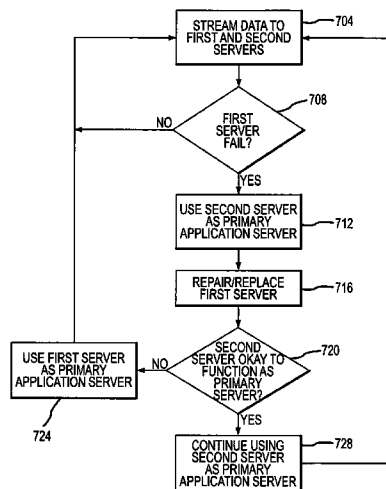 STREAM DATA TO
FIRST AND SECOND
SERVERS
704
708
NO
FIRST
SERVER
FAIL?
YES
USE SECOND SERVER
AS PRIMARY
APPLICATION SERVER
712
REPAIR/REPLACE
FIRST SERVER
716
SECOND
SERVER OKAY TO
FUNCTION AS
PRIMARY
SERVER?
720
NO
USE FIRST SERVER
AS PRIMARY
APPLICATION SERVER
724
YES
CONTINUE USING
SECOND SERVER
AS PRIMARY
APPLICATION SERVER
728